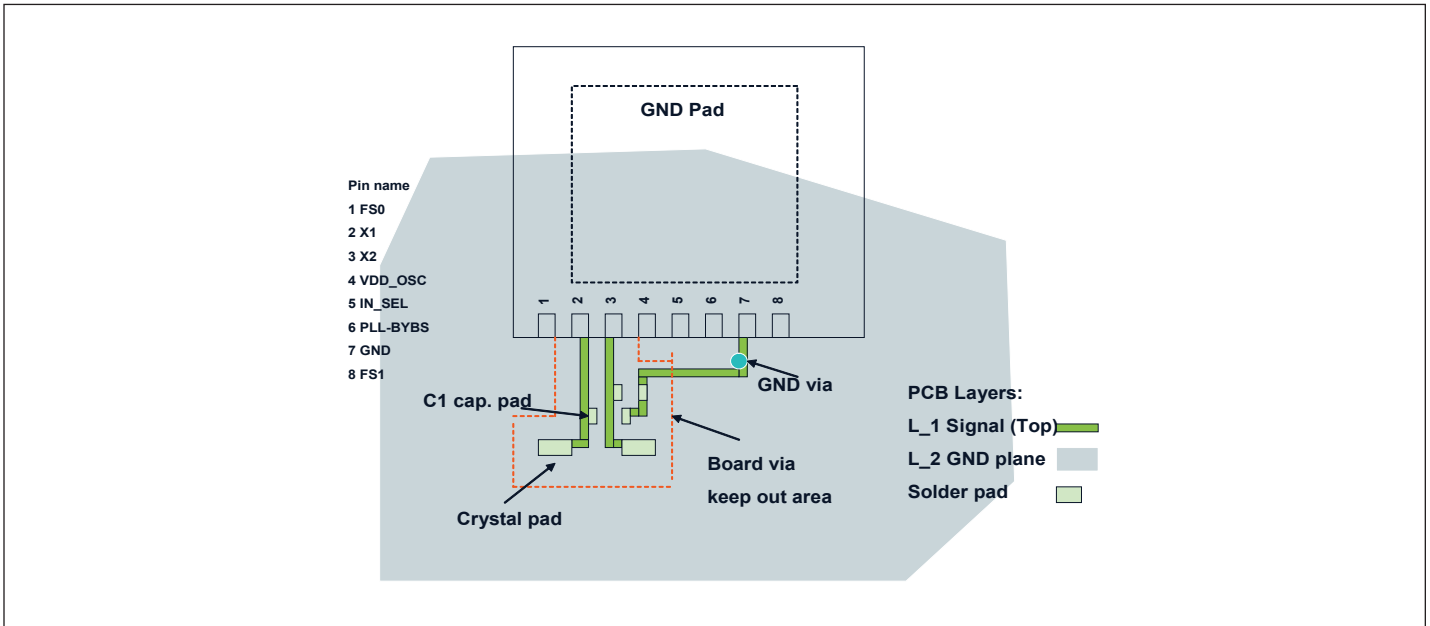 GND Pad
Pin name
1 FS0
2 X1
3 X2
4 VDD_OSC
5 IN_SEL
6 PLL-BYBS
7 GND
8 FS1
1
2
3
4
5
6
7
8
GND via
C1 cap. pad
Board via
keep out area
Crystal pad
PCB Layers:
L_1 Signal (Top)
L_2 GND plane
Solder pad